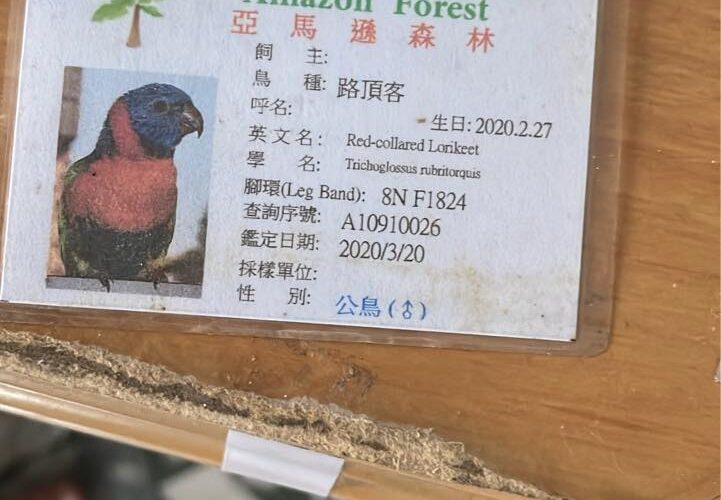 Amazon Forest
亞馬遜森林
飼 主:
鳥 種: 路頂客
呼名: 生日: 2020.2.27
英文名: Red-collared Lorikeet
學 名: Trichoglossus rubritorquis
腳環(Leg Band): 8N F1824
查詢序號: A10910026
鑑定日期: 2020/3/20
採樣單位:
性 別: 公鳥(♂)